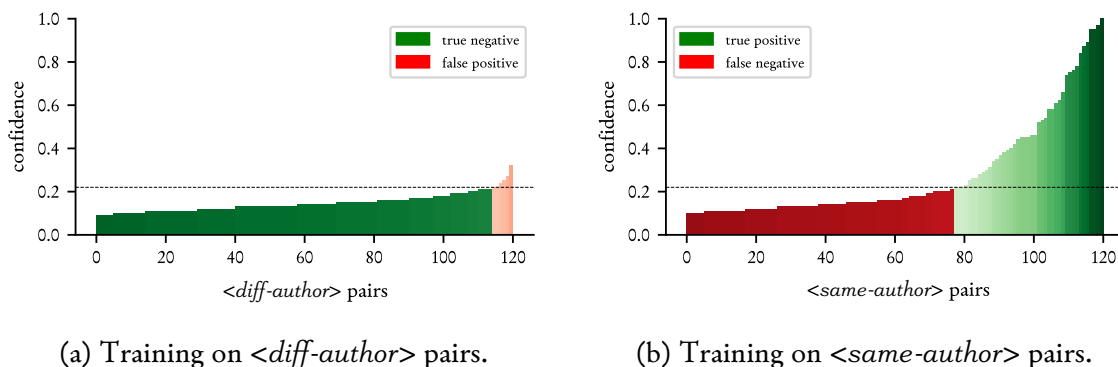 1.0
0.8
0.6
0.4
0.2
0.0
confidence
true negative
false positive
0 20 40 60 80 100 120
<diff-author> pairs
(a) Training on <diff-author> pairs.
1.0
0.8
0.6
0.4
0.2
0.0
confidence
true positive
false negative
0 20 40 60 80 100 120
<same-author> pairs
(b) Training on <same-author> pairs.